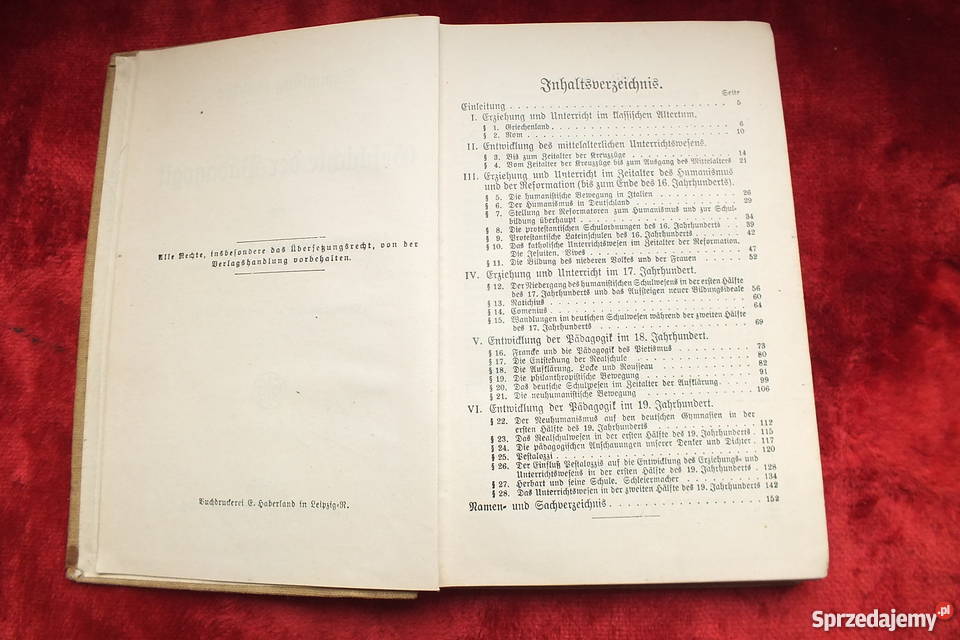 Alle Rechte, insbesondere das Übersetzungsrecht, von der
Verlagshandlung vorbehalten.
Buchdruckerei E. Haberland in Leipzig-R.
Inhaltsverzeichnis.
Seite
Einleitung . . . 5
I. Erziehung und Unterricht im klassischen Altertum.
§ 1. Griechenland . . . 6
§ 2. Rom . . . 10
II. Entwicklung des mittelalterlichen Unterrichtswesens.
§ 3. Bis zum Zeitalter der Kreuzzüge . . . 14
§ 4. Vom Zeitalter der Kreuzzüge bis zum Ausgang des Mittelalters 21
III. Erziehung und Unterricht im Zeitalter des Humanismus
und der Reformation (bis zum Ende des 16. Jahrhunderts).
§ 5. Die humanistische Bewegung in Italien . . . 26
§ 6. Der Humanismus in Deutschland . . . 29
§ 7. Stellung der Reformatoren zum Humanismus und zur Schul-
bildung überhaupt . . . 34
§ 8. Die protestantischen Schulordnungen des 16. Jahrhunderts . . . 39
§ 9. Protestantische Lateinschulen des 16. Jahrhunderts . . . 42
§ 10. Das katholische Unterrichtswesen im Zeitalter der Reformation.
Die Jesuiten. Vives . . . 47
§ 11. Die Bildung des niederen Volkes und der Frauen . . . 52
IV. Erziehung und Unterricht im 17. Jahrhundert.
§ 12. Der Niedergang des humanistischen Schulwesens in der ersten Hälfte
des 17. Jahrhunderts und das Aufsteigen neuer Bildungsideale 56
§ 13. Ratichius . . . 60
§ 14. Comenius . . . 64
§ 15. Wandlungen im deutschen Schulwesen während der zweiten Hälfte
des 17. Jahrhunderts . . . 69
V. Entwicklung der Pädagogik im 18. Jahrhundert.
§ 16. Francke und die Pädagogik des Pietismus . . . 73
§ 17. Die Entstehung der Realschule . . . 80
§ 18. Die Aufklärung. Locke und Rousseau . . . 82
§ 19. Die philanthropistische Bewegung . . . 91
§ 20. Das deutsche Schulwesen im Zeitalter der Aufklärung . . . 99
§ 21. Die neuhumanistische Bewegung . . . 106
VI. Entwicklung der Pädagogik im 19. Jahrhundert.
§ 22. Der Neuhumanismus auf den deutschen Gymnasien in der
ersten Hälfte des 19. Jahrhunderts . . . 112
§ 23. Das Realschulwesen in der ersten Hälfte des 19. Jahrhunderts . 115
§ 24. Die pädagogischen Anschauungen unserer Denker und Dichter . 117
§ 25. Pestalozzi . . . 120
§ 26. Der Einfluß Pestalozzis auf die Entwicklung des Erziehungs- und
Unterrichtswesens in der ersten Hälfte des 19. Jahrhunderts . 128
§ 27. Herbart und seine Schule. Schleiermacher . . . 134
§ 28. Das Unterrichtswesen in der zweiten Hälfte des 19. Jahrhunderts 142
Namen- und Sachverzeichnis . . . 152
Sprzedajemy.pl